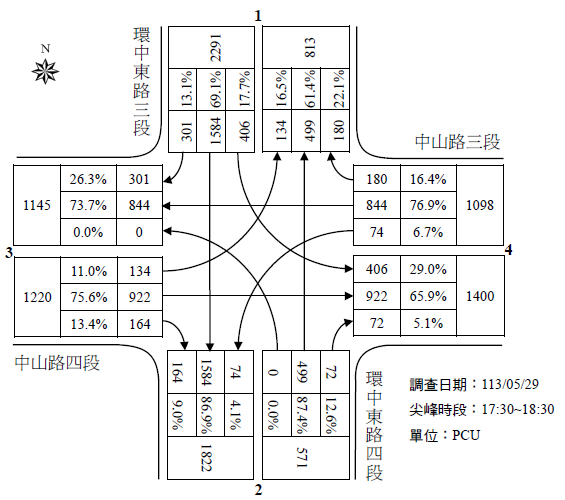 1
N
環中東路三段
2291
13.1% 69.1% 17.7%
301 1584 406
813
16.5% 61.4% 22.1%
134 499 180
中山路三段
1145
26.3% 301
73.7% 844
0.0% 0
180 16.4%
844 76.9%
74 6.7%
1098
3
4
1220
11.0% 134
75.6% 922
13.4% 164
406 29.0%
922 65.9%
72 5.1%
1400
中山路四段
164 1584 74
9.0% 86.9% 4.1%
1822
0 499 72
0.0% 87.4% 12.6%
571
環中東路四段
2
調查日期：113/05/29
尖峰時段：17:30~18:30
單位：PCU